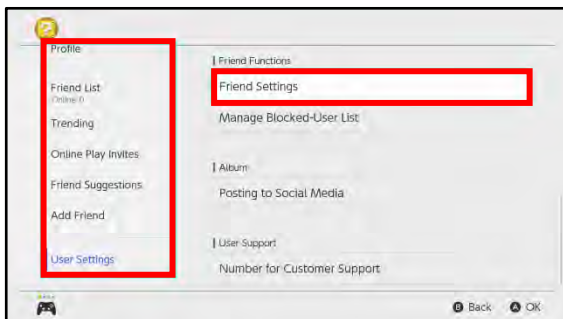 Profile
Friend List
Online: 0
Trending
Online Play Invites
Friend Suggestions
Add Friend
User Settings
Friend Functions
Friend Settings
Manage Blocked-User List
Album
Posting to Social Media
User Support
Number for Customer Support
B Back A OK